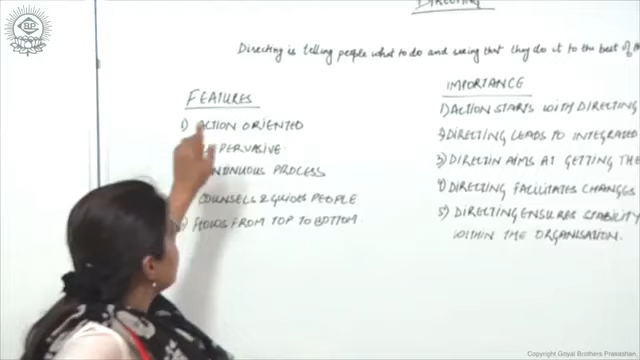 DIRECTING
Directing is telling people what to do and seeing that they do it to the best of
FEATURES
1) ACTION ORIENTED
PERVASIVE
CONTINUOUS PROCESS
COUNSELS & GUIDES PEOPLE
FLOWS FROM TOP TO BOTTOM
IMPORTANCE
1) ACTION STARTS WITH DIRECTING
2) DIRECTING LEADS TO INTEGRATED
3) DIRECTIN AIMS AT GETTING THE
4) DIRECTING FACILITATES CHANGES
5) DIRECTING ENSURES STABILITY
WITHIN THE ORGANISATION.
Copyright Goyal Brothers Prakashan